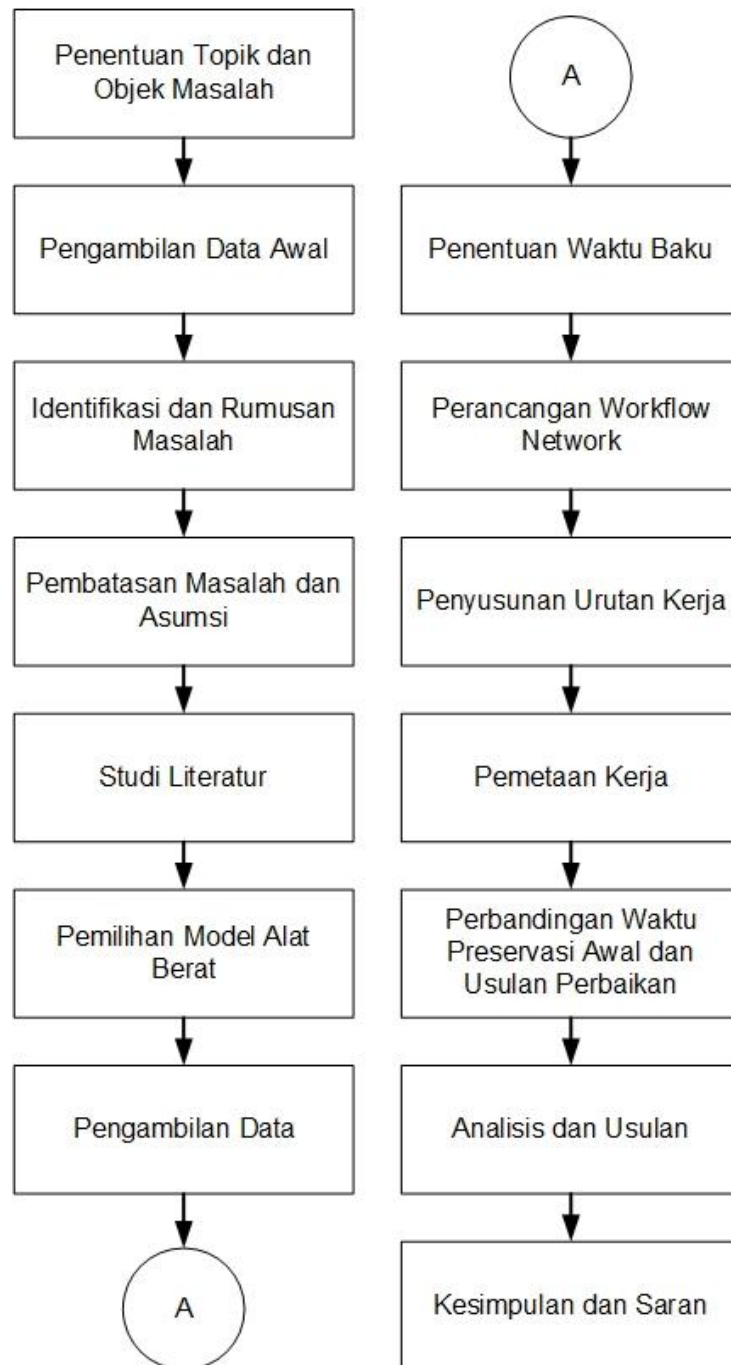 Penentuan Topik dan
Objek Masalah
Pengambilan Data Awal
Identifikasi dan Rumusan
Masalah
Pembatasan Masalah dan
Asumsi
Studi Literatur
Pemilihan Model Alat
Berat
Pengambilan Data
A
A
Penentuan Waktu Baku
Perancangan Workflow
Network
Penyusunan Urutan Kerja
Pemetaan Kerja
Perbandingan Waktu
Preservasi Awal dan
Usulan Perbaikan
Analisis dan Usulan
Kesimpulan dan Saran